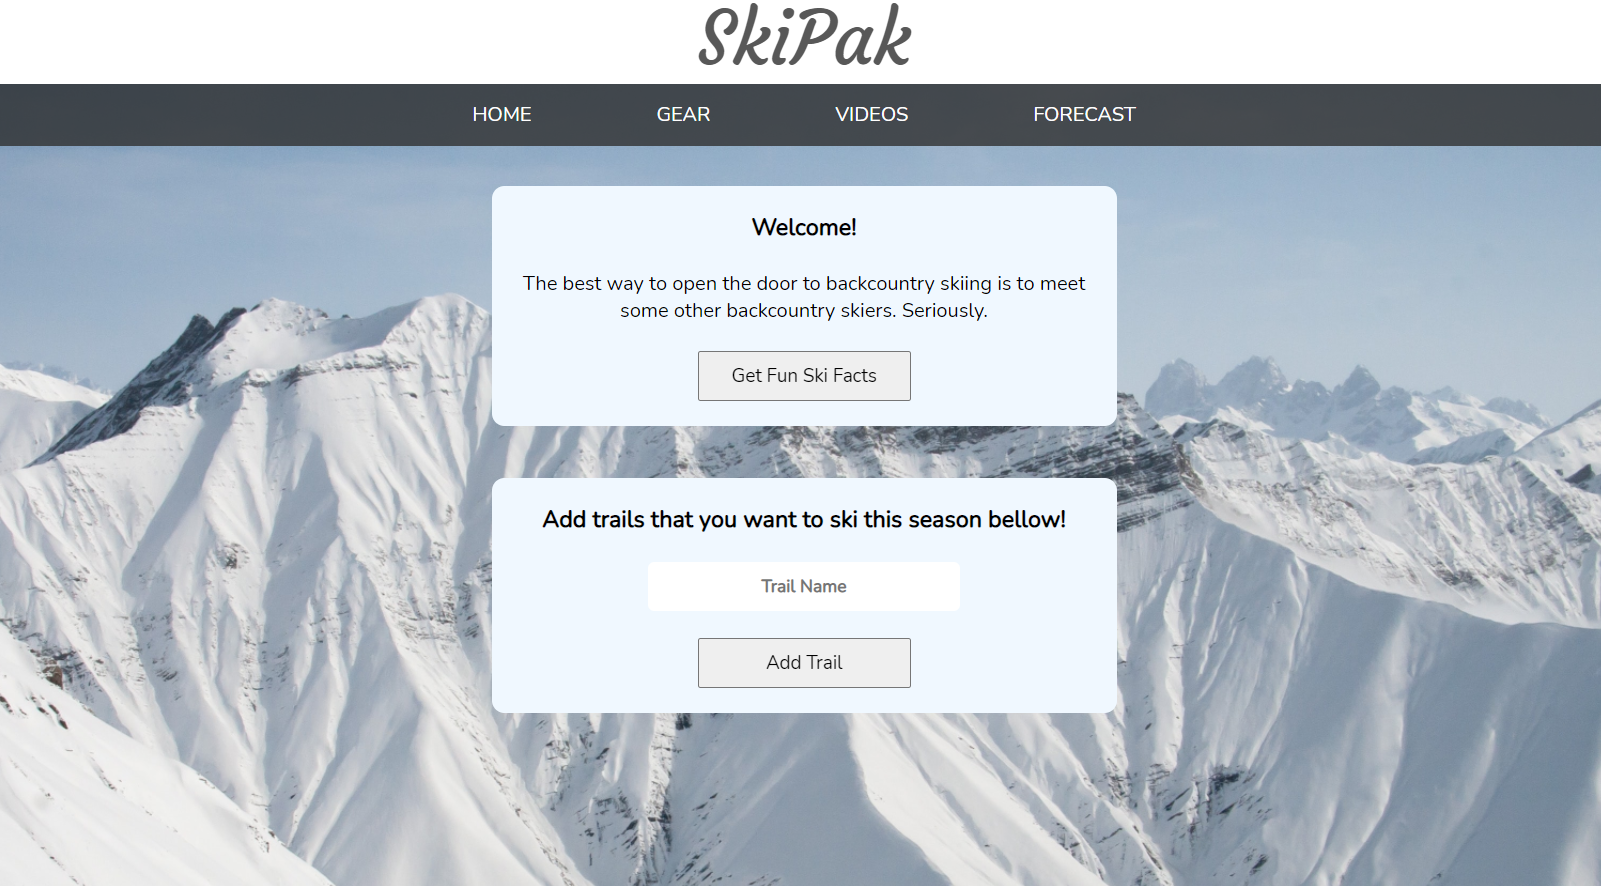 SkiPak
HOME GEAR VIDEOS FORECAST
Welcome!
The best way to open the door to backcountry skiing is to meet
some other backcountry skiers. Seriously.
Get Fun Ski Facts
Add trails that you want to ski this season bellow!
Trail Name
Add Trail